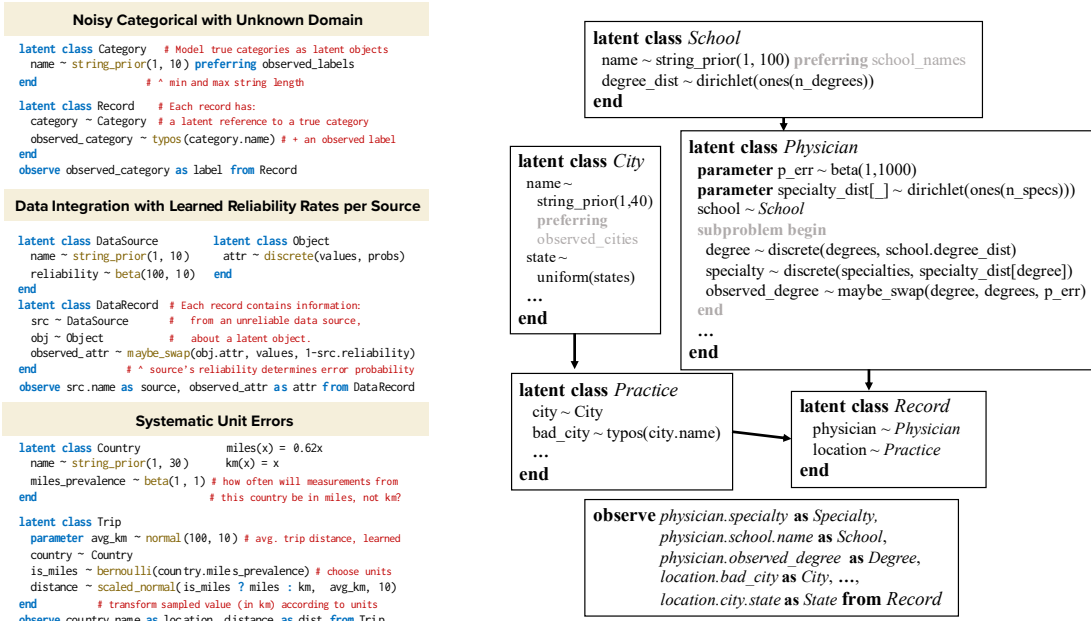 Noisy Categorical with Unknown Domain
latent class Category # Model true categories as latent objects
name ~ string_prior(1, 10) preferring observed_labels
end # ^ min and max string length
latent class Record # Each record has:
category ~ Category # a latent reference to a true category
observed_category ~ typos(category.name) # + an observed label
end
observe observed_category as label from Record
Data Integration with Learned Reliability Rates per Source
latent class DataSource latent class Object
name ~ string_prior(1, 10) attr ~ discrete(values, probs)
reliability ~ beta(100, 10) end
end
latent class DataRecord # Each record contains information:
src ~ DataSource # from an unreliable data source,
obj ~ Object # about a latent object.
observed_attr ~ maybe_swap(obj.attr, values, 1-src.reliability)
end # ^ source's reliability determines error probability
observe src.name as source, observed_attr as attr from DataRecord
Systematic Unit Errors
latent class Country miles(x) = 0.62x
name ~ string_prior(1, 30) km(x) = x
miles_prevalence ~ beta(1, 1) # how often will measurements from
end # this country be in miles, not km?
latent class Trip
parameter avg_km ~ normal(100, 10) # avg. trip distance, learned
country ~ Country
is_miles ~ bernoulli(country.miles_prevalence) # choose units
distance ~ scaled_normal(is_miles ? miles : km, avg_km, 10)
end # transform sampled value (in km) according to units
observe country.name as location, distance as dist from Trip
latent class School
name ~ string_prior(1, 100) preferring school_names
degree_dist ~ dirichlet(ones(n_degrees))
end
latent class City
name ~
string_prior(1,40)
preferring
observed_cities
state ~
uniform(states)
...
end
latent class Physician
parameter p_err ~ beta(1,1000)
parameter specialty_dist[_] ~ dirichlet(ones(n_specs)))
school ~ School
subproblem begin
degree ~ discrete(degrees, school.degree_dist)
specialty ~ discrete(specialties, specialty_dist[degree])
observed_degree ~ maybe_swap(degree, degrees, p_err)
end
...
end
latent class Practice
city ~ City
bad_city ~ typos(city.name)
...
end
latent class Record
physician ~ Physician
location ~ Practice
end
observe physician.specialty as Specialty,
physician.school.name as School,
physician.observed_degree as Degree,
location.bad_city as City, ...,
location.city.state as State from Record